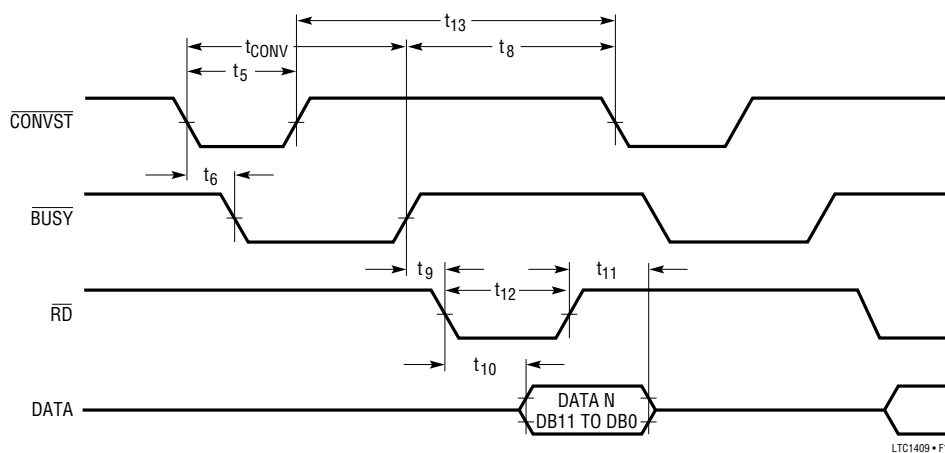 t13
tCONV
t8
t5
CONVST
t6
BUSY
t9
t11
t12
RD
t10
DATA
DATA N
DB11 TO DB0
LTC1409 • F